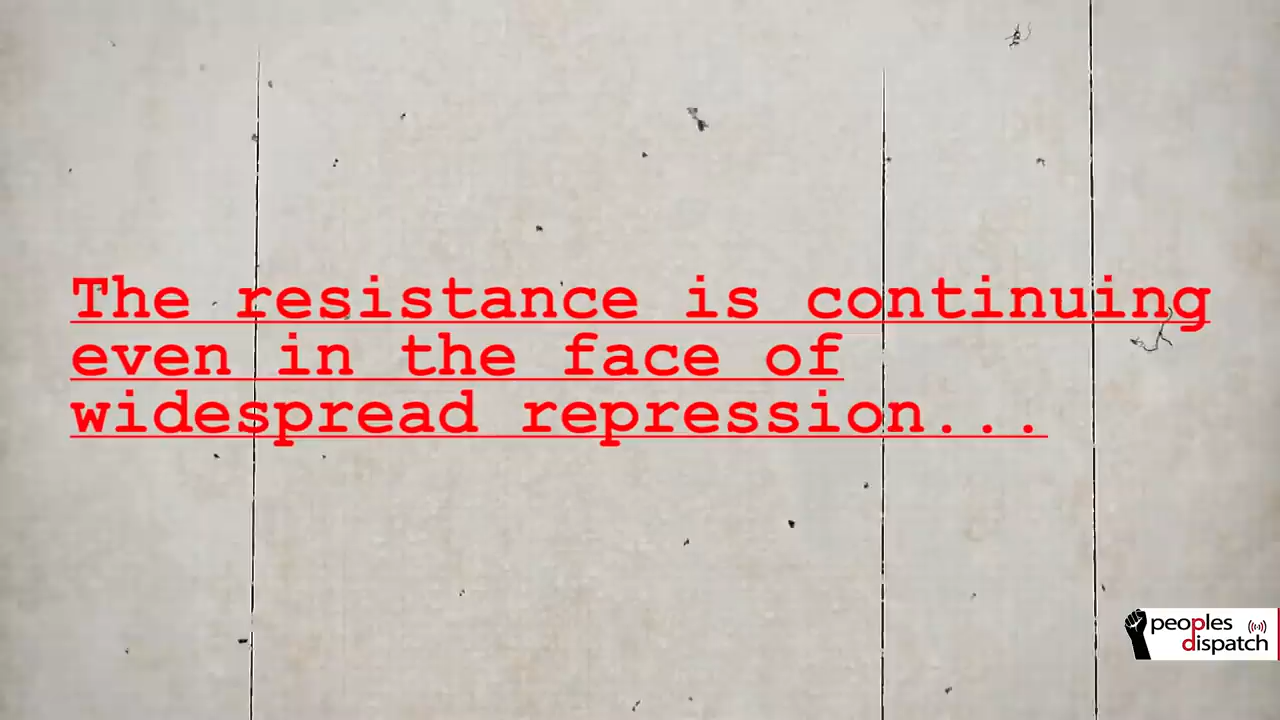 The resistance is continuing
even in the face of
widespread repression...
peoples
dispatch